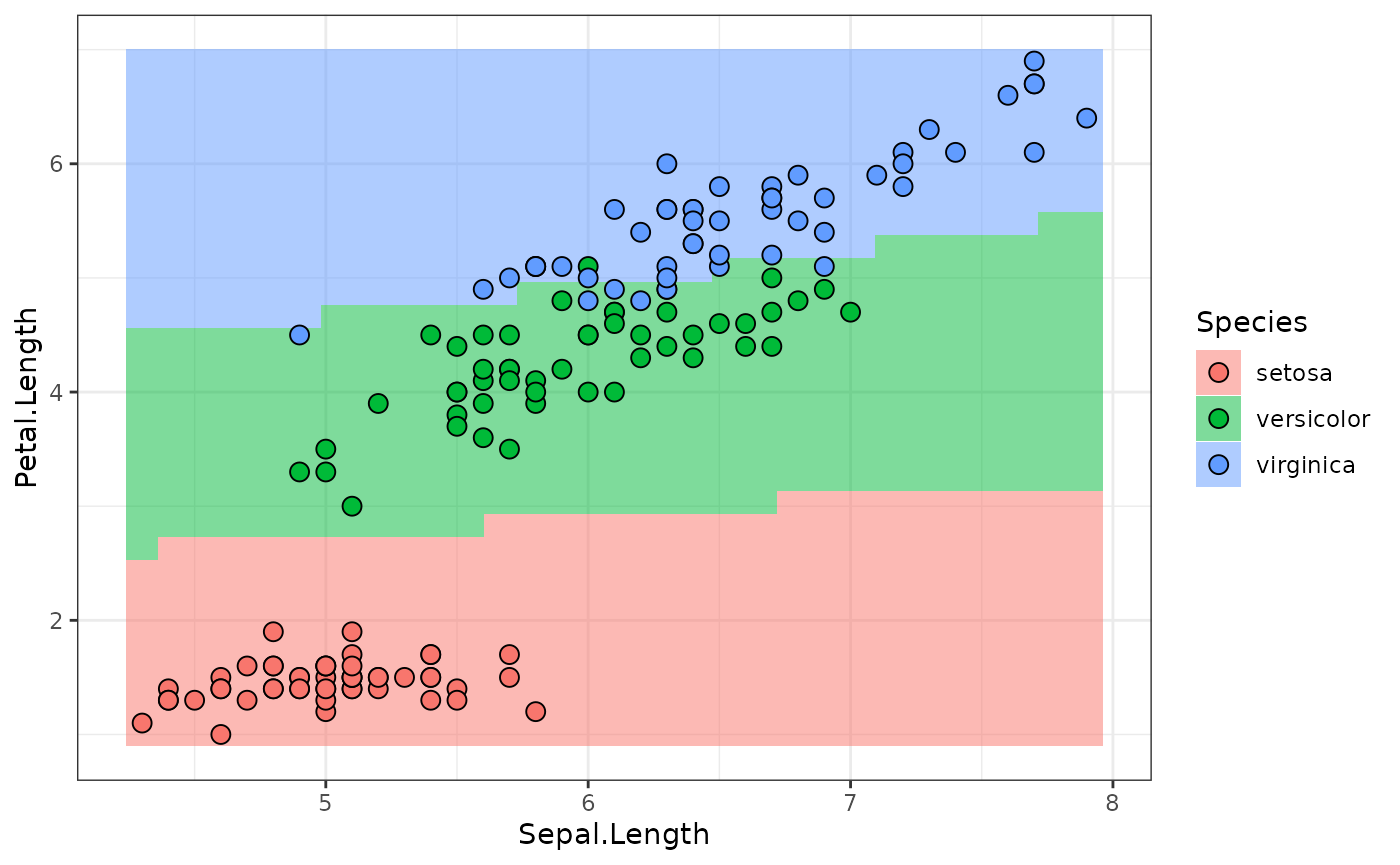 6
4
2
Petal.Length
5 6 7 8
Sepal.Length
Species
setosa
versicolor
virginica